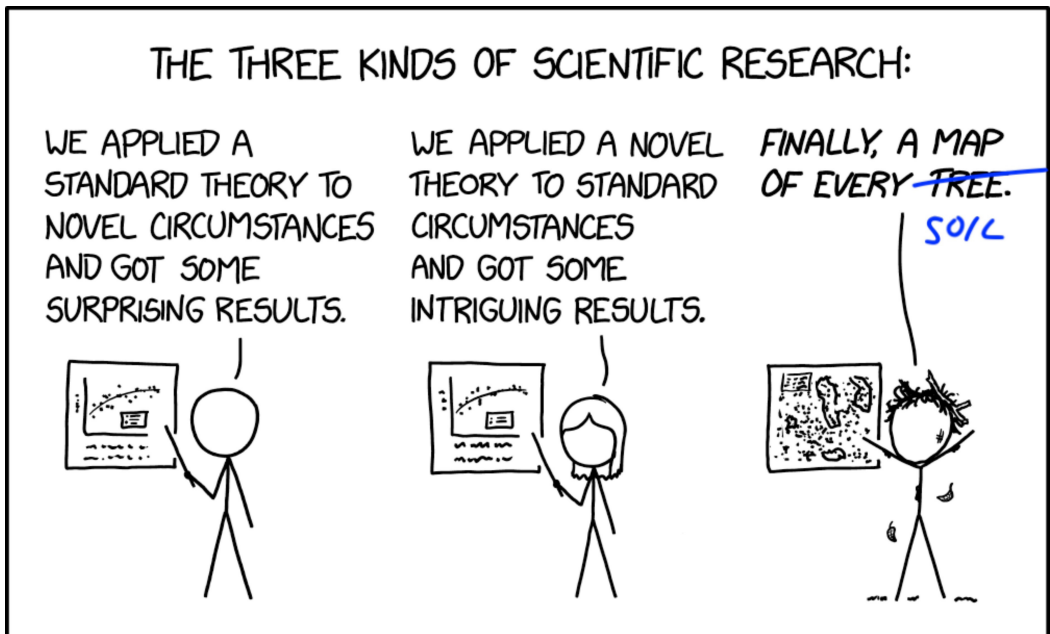 THE THREE KINDS OF SCIENTIFIC RESEARCH:
WE APPLIED A
STANDARD THEORY TO
NOVEL CIRCUMSTANCES
AND GOT SOME
SURPRISING RESULTS.
WE APPLIED A NOVEL
THEORY TO STANDARD
CIRCUMSTANCES
AND GOT SOME
INTRIGUING RESULTS.
FINALLY, A MAP
OF EVERY TREE.
SOIL